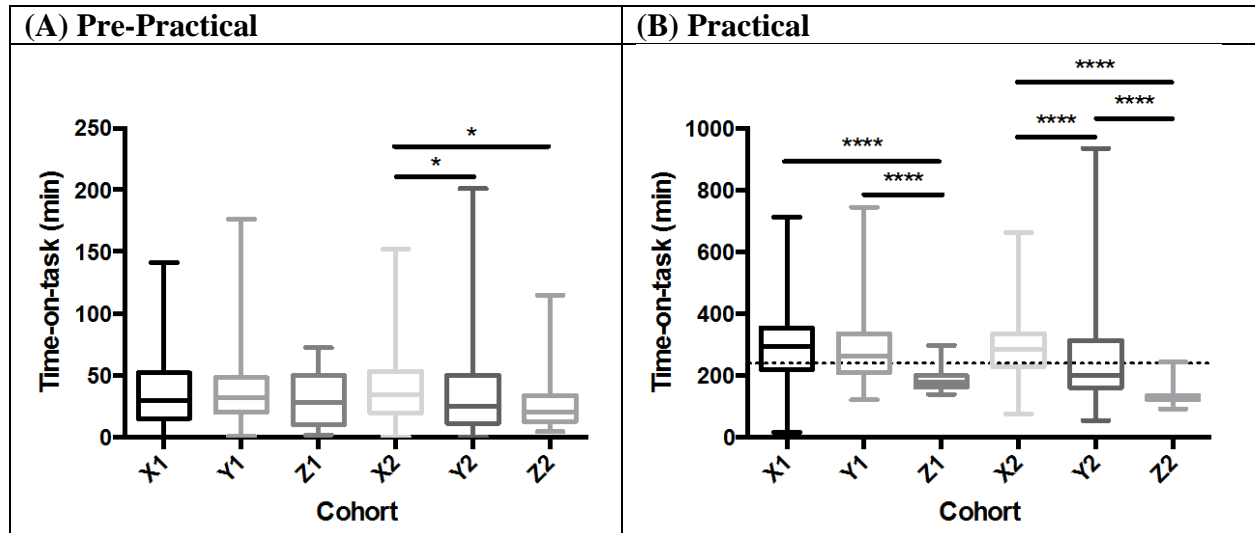 (A) Pre-Practical
Time-on-task (min)
250
200
150
100
50
0
*
*
X1 Y1 Z1 X2 Y2 Z2
Cohort
(B) Practical
Time-on-task (min)
1000
800
600
400
200
0
****
****
****
****
****
X1 Y1 Z1 X2 Y2 Z2
Cohort